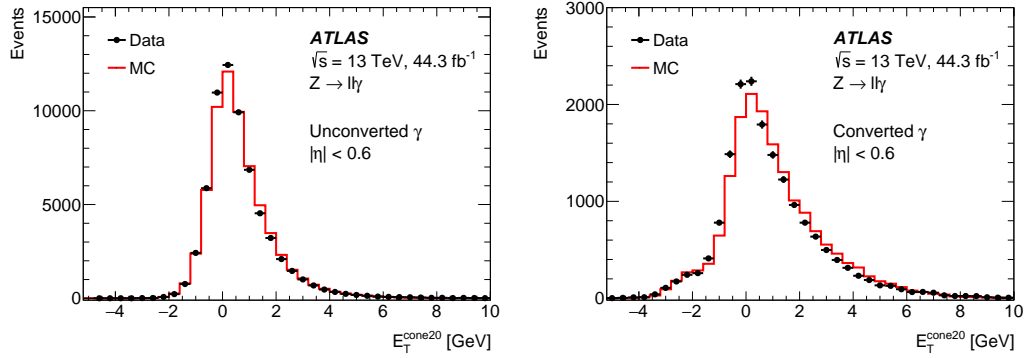 Events
15000
10000
5000
0
Data
MC
ATLAS
√s = 13 TeV, 44.3 fb⁻¹
Z → llγ
Unconverted γ
|η| < 0.6
−4 −2 0 2 4 6 8 10
E_T^cone20 [GeV]
Events
3000
2000
1000
0
Data
MC
ATLAS
√s = 13 TeV, 44.3 fb⁻¹
Z → llγ
Converted γ
|η| < 0.6
−4 −2 0 2 4 6 8 10
E_T^cone20 [GeV]